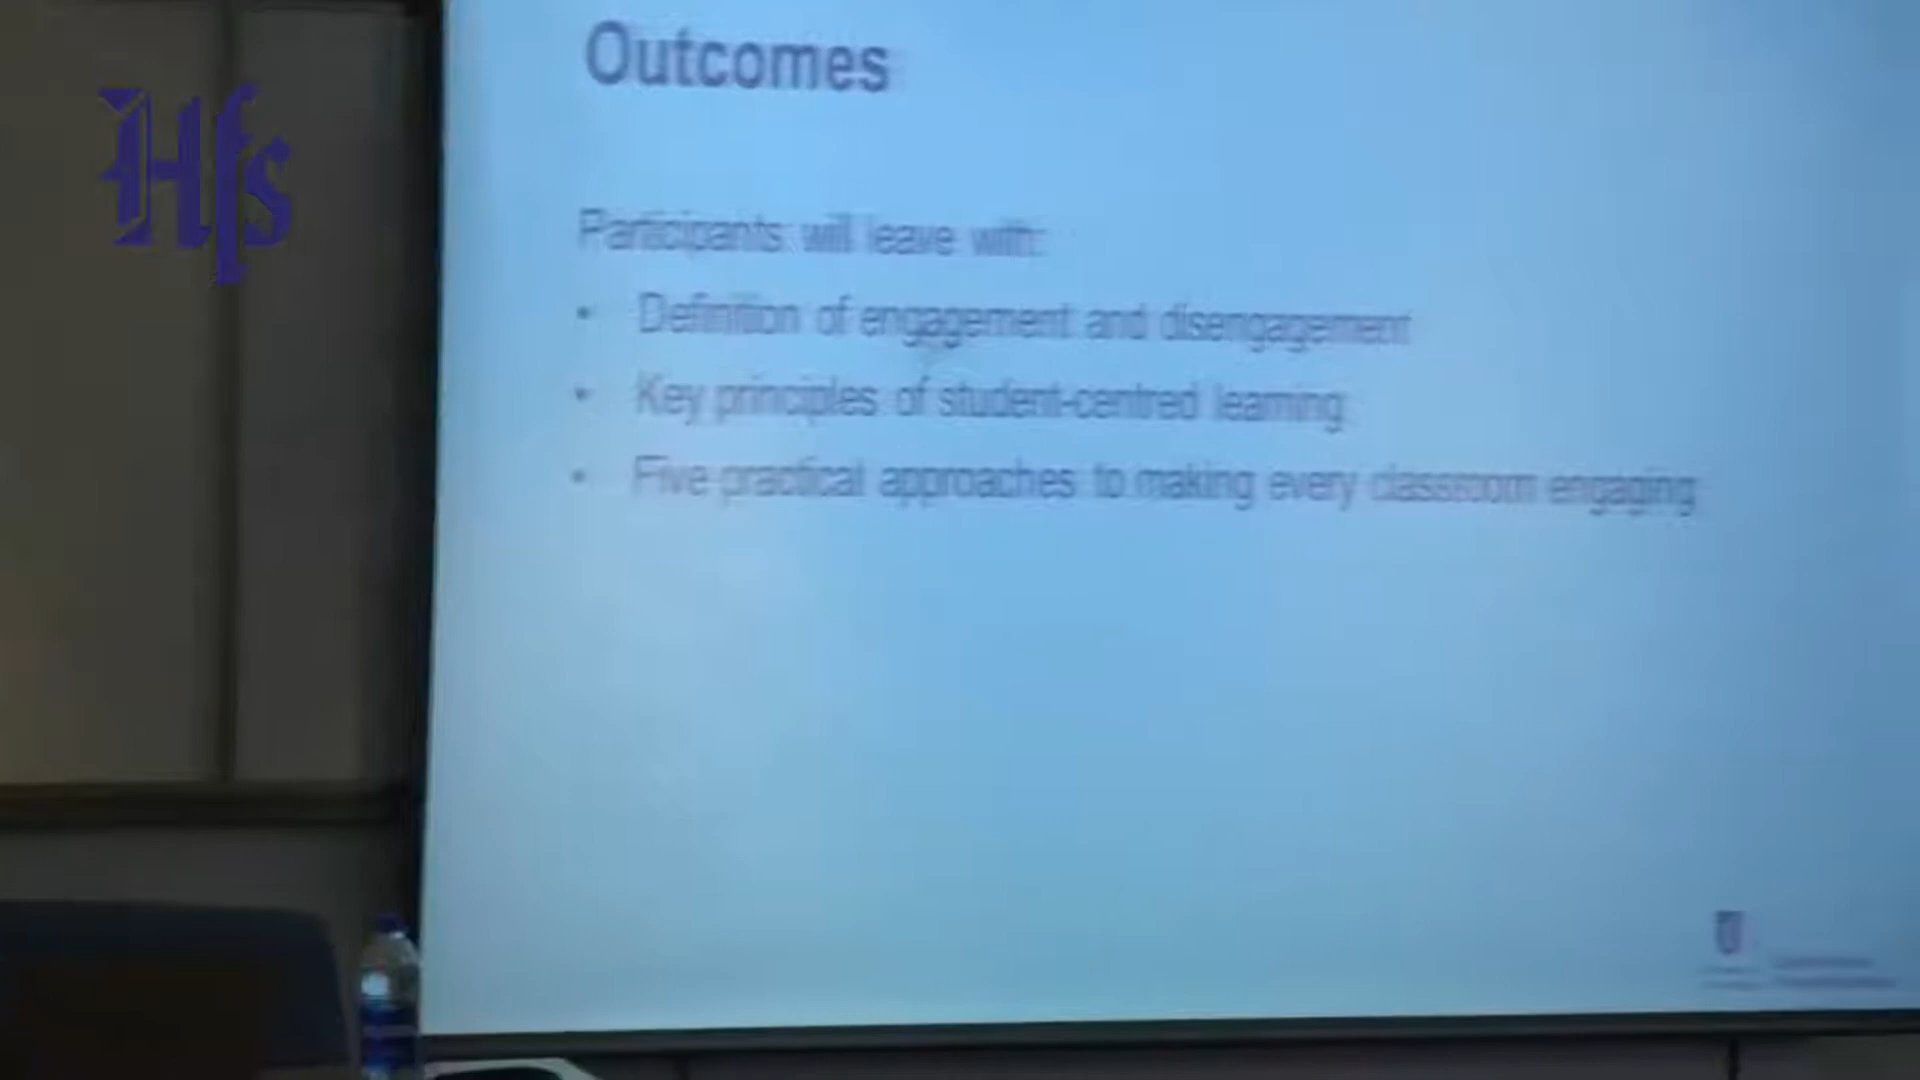 Hfs
Outcomes
Participants will leave with:
• Definition of engagement and disengagement
• Key principles of student-centred learning
• Five practical approaches to making every classroom engaging